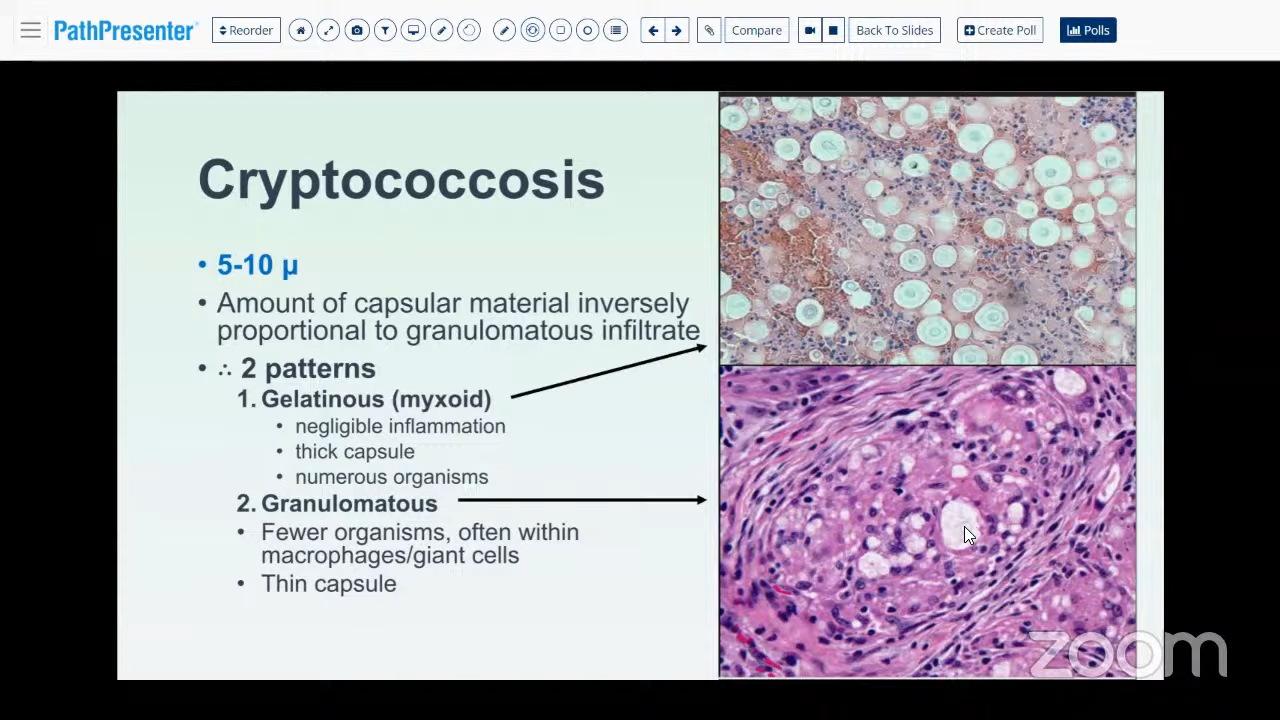 PathPresenter
Reorder
Compare
Back To Slides
Create Poll
Polls
Cryptococcosis
• 5-10 µ
• Amount of capsular material inversely
proportional to granulomatous infiltrate
• ∴ 2 patterns
1. Gelatinous (myxoid)
• negligible inflammation
• thick capsule
• numerous organisms
2. Granulomatous
• Fewer organisms, often within
macrophages/giant cells
• Thin capsule
zoom